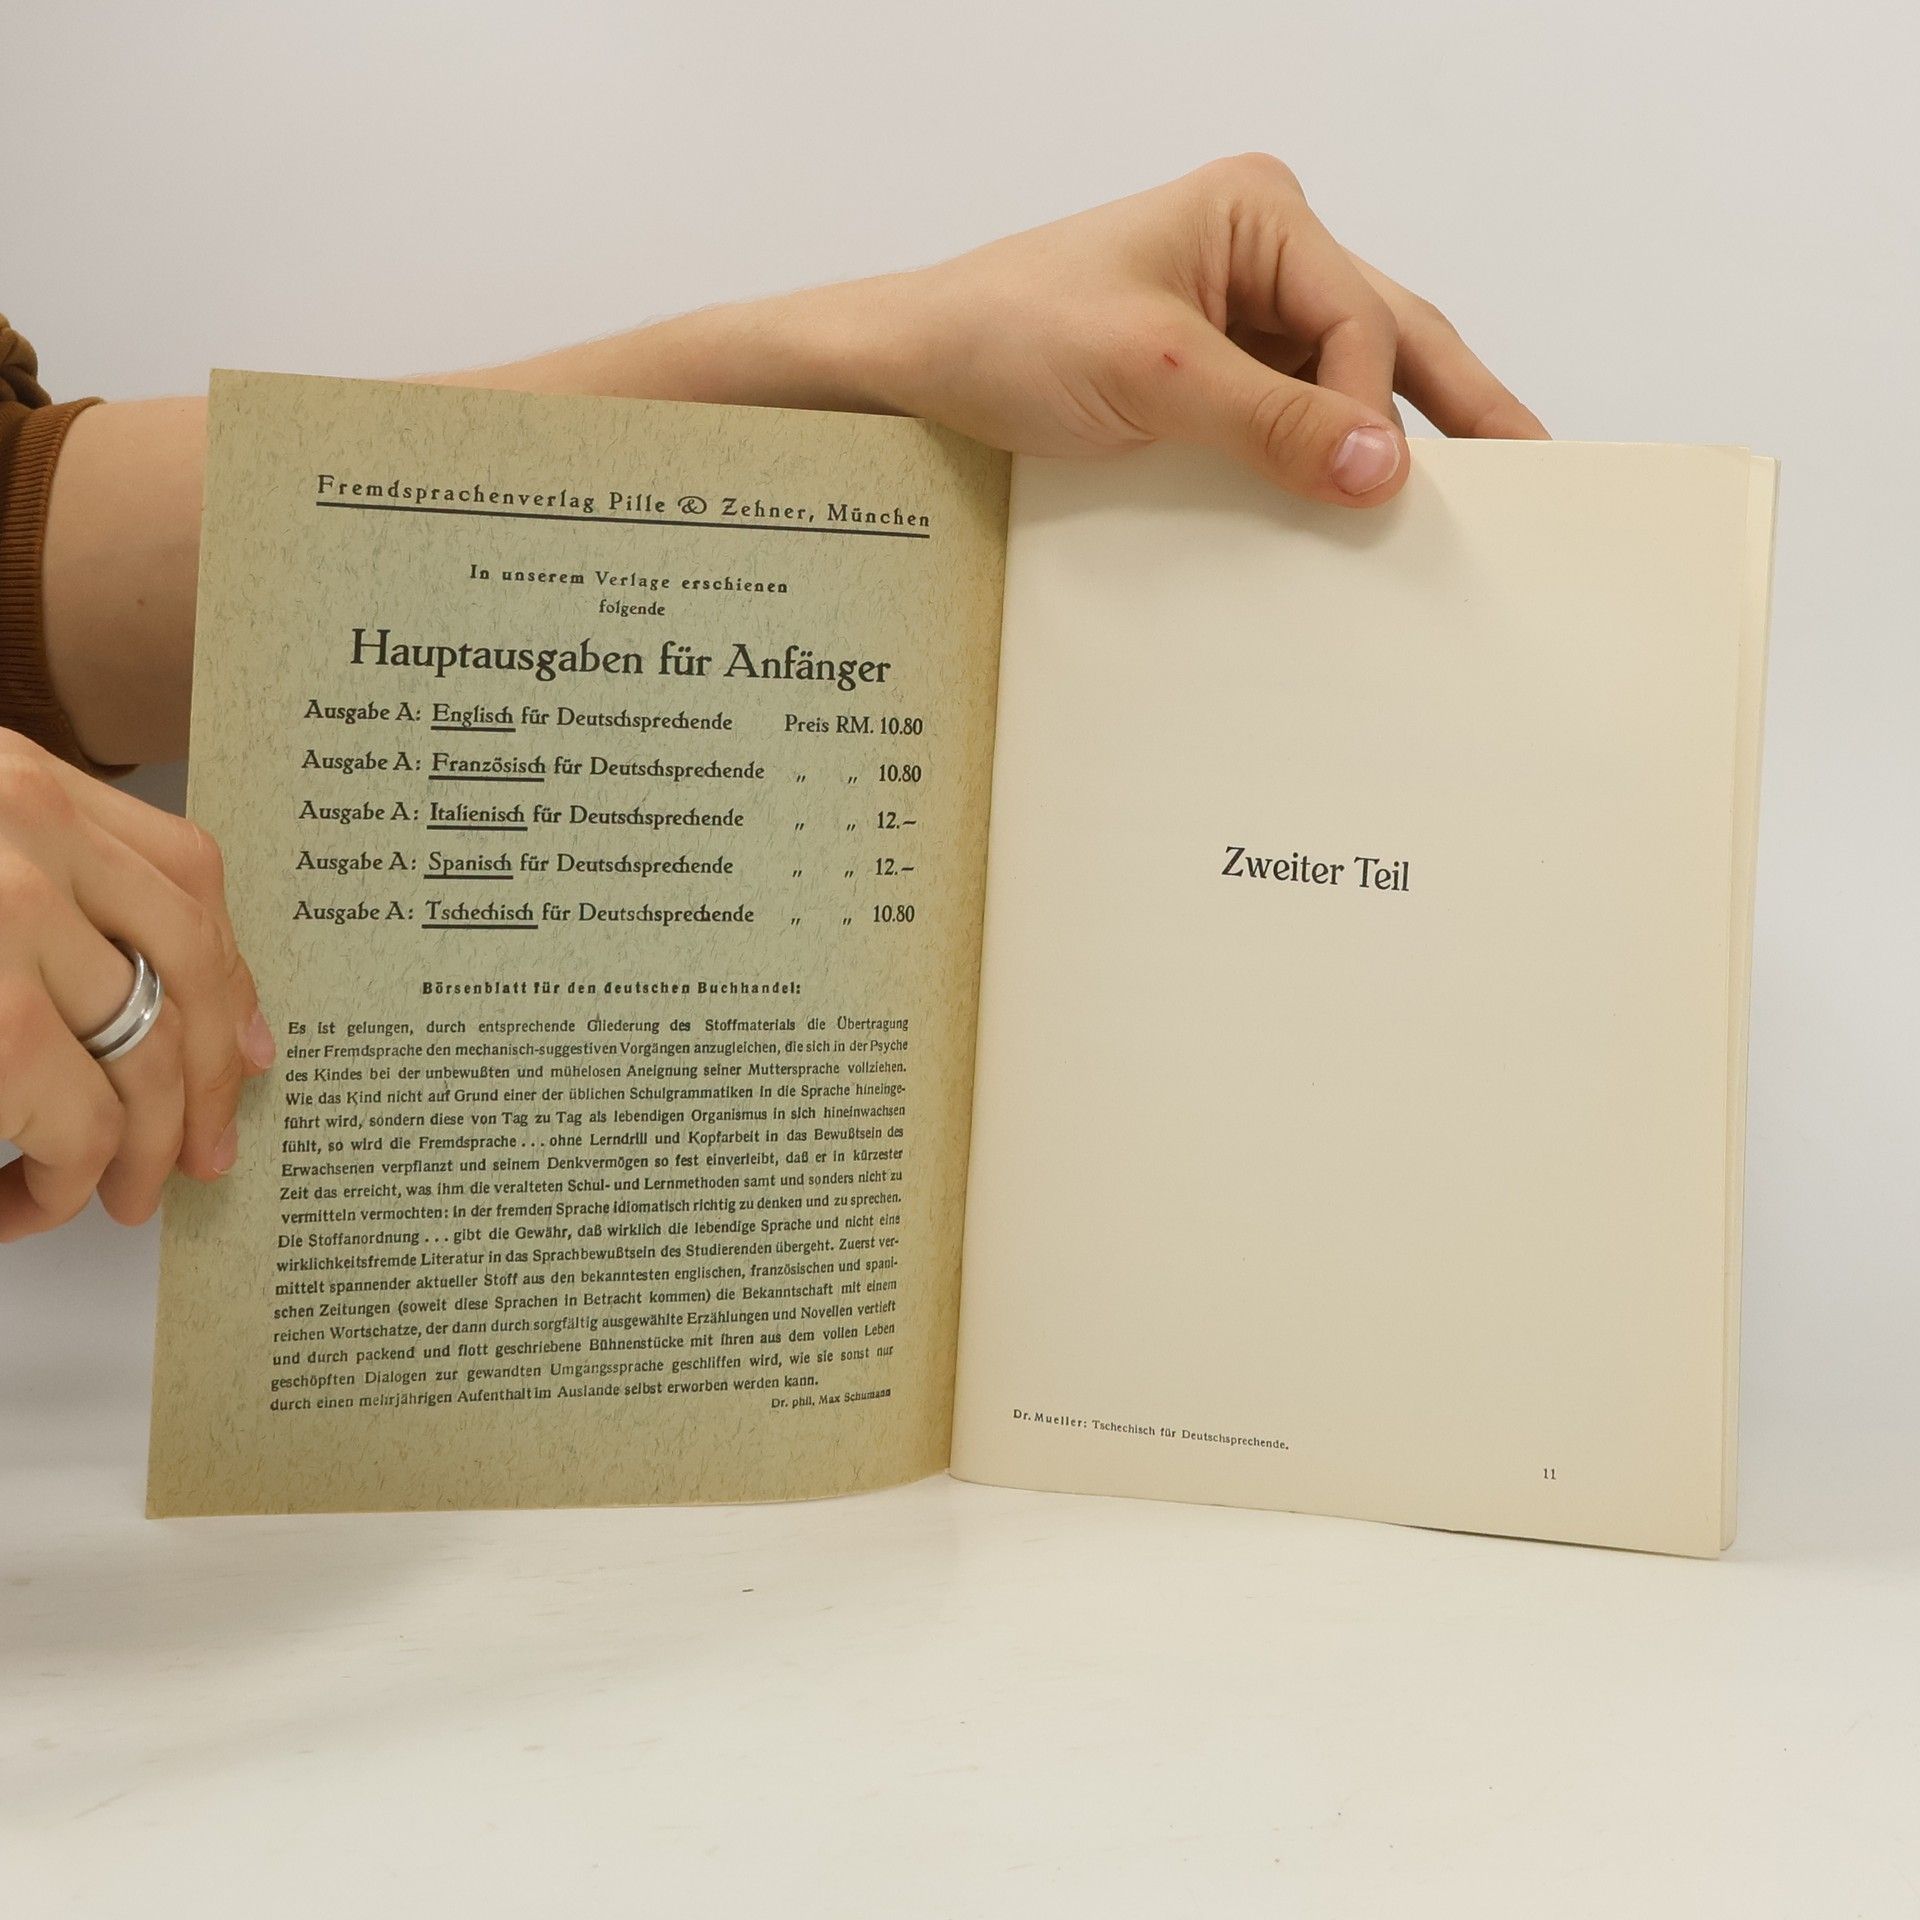 Fremdsprachenverlag Pille & Zehner, München
In unserem Verlage erschienen
folgende
Hauptausgaben für Anfänger
Ausgabe A: Englisch für Deutschsprechende Preis RM. 10.80
Ausgabe A: Französisch für Deutschsprechende „ „ 10.80
Ausgabe A: Italienisch für Deutschsprechende „ „ 12.–
Ausgabe A: Spanisch für Deutschsprechende „ „ 12.–
Ausgabe A: Tschechisch für Deutschsprechende „ „ 10.80
Börsenblatt für den deutschen Buchhandel:
Es ist gelungen, durch entsprechende Gliederung des Stoffmaterials die Übertragung
einer Fremdsprache den mechanisch-suggestiven Vorgängen anzugleichen, die sich in der Psyche
des Kindes bei der unbewußten und mühelosen Aneignung seiner Muttersprache vollziehen.
Wie das Kind nicht auf Grund einer der üblichen Schulgrammatiken in die Sprache hineinge-
führt wird, sondern diese von Tag zu Tag als lebendigen Organismus in sich hineinwachsen
fühlt, so wird die Fremdsprache . . . ohne Lerndrill und Kopfarbeit in das Bewußtsein des
Erwachsenen verpflanzt und seinem Denkvermögen so fest einverleibt, daß er in kürzester
Zeit das erreicht, was ihm die veralteten Schul- und Lernmethoden samt und sonders nicht zu
vermitteln vermochten: in der fremden Sprache idiomatisch richtig zu denken und zu sprechen.
Die Stoffanordnung . . . gibt die Gewähr, daß wirklich die lebendige Sprache und nicht eine
wirklichkeitsfremde Literatur in das Sprachbewußtsein des Studierenden übergeht. Zuerst ver-
mittelt spannender aktueller Stoff aus den bekanntesten englischen, französischen und spani-
schen Zeitungen (soweit diese Sprachen in Betracht kommen) die Bekanntschaft mit einem
reichen Wortschatze, der dann durch sorgfältig ausgewählte Erzählungen und Novellen vertieft
und durch packend und flott geschriebene Bühnenstücke mit ihren aus dem vollen Leben
geschöpften Dialogen zur gewandten Umgangssprache geschliffen wird, wie sie sonst nur
durch einen mehrjährigen Aufenthalt im Auslande selbst erworben werden kann.
Dr. phil. Max Schumann
Zweiter Teil
Dr. Mueller: Tschechisch für Deutschsprechende.
11